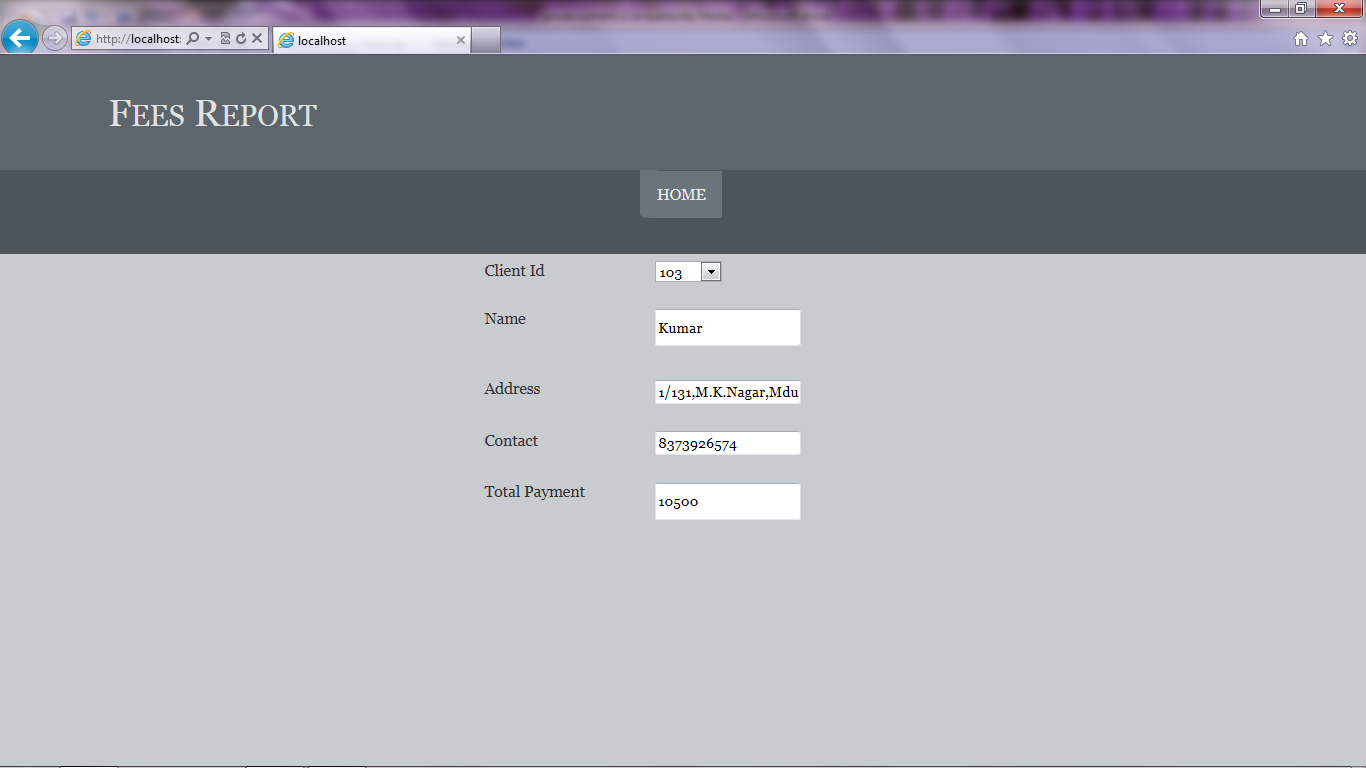 http://localhost:
localhost
Fees Report
HOME
Client Id 103
Name Kumar
Address 1/131,M.K.Nagar,Mdu
Contact 8373926574
Total Payment 10500